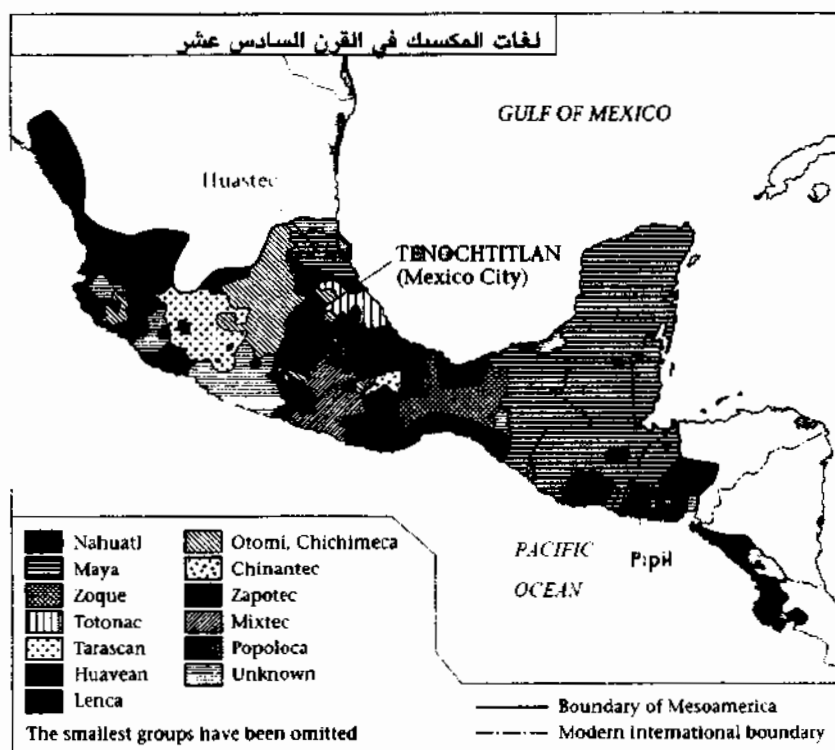 لغات المكسيك في القرن السادس عشر
GULF OF MEXICO
Huastec
TENOCHTITLAN
(Mexico City)
PACIFIC
OCEAN
Pipil
Nahuatl
Maya
Zoque
Totonac
Tarascan
Huavean
Lenca
Otomi, Chichimeca
Chinantec
Zapotec
Mixtec
Popoloca
Unknown
The smallest groups have been omitted
Boundary of Mesoamerica
Modern international boundary